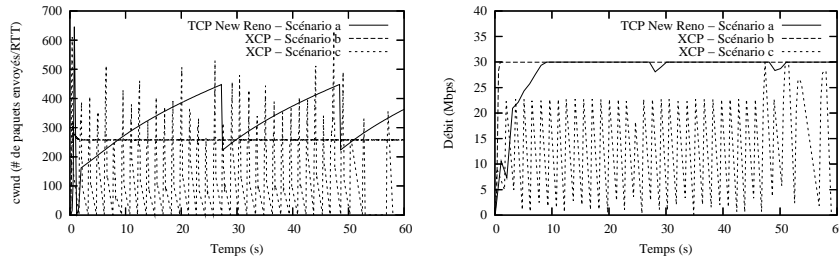 TCP New Reno – Scénario a
XCP – Scénario b
XCP – Scénario c
700
600
500
400
300
200
100
0
cwnd (# de paquets envoyés/RTT)
0 10 20 30 40 50 60
Temps (s)
TCP New Reno – Scénario a
XCP – Scénario b
XCP – Scénario c
40
35
30
25
20
15
10
5
0
Débit (Mbps)
0 10 20 30 40 50 6
Temps (s)